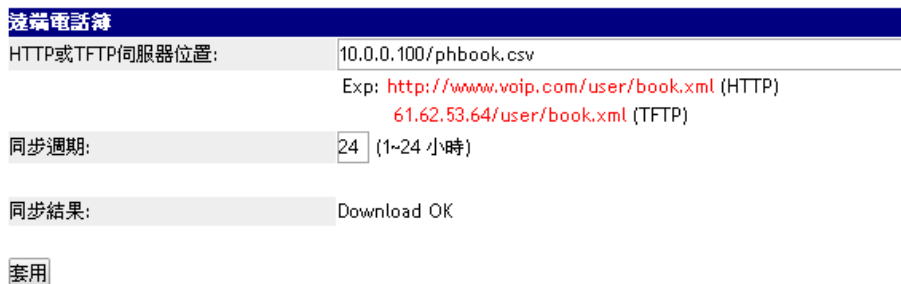 遠端電話簿
HTTP或TFTP伺服器位置: 10.0.0.100/phbook.csv
Exp: http://www.voip.com/user/book.xml (HTTP)
61.62.53.64/user/book.xml (TFTP)
同步週期: 24 (1~24 小時)
同步結果: Download OK
套用